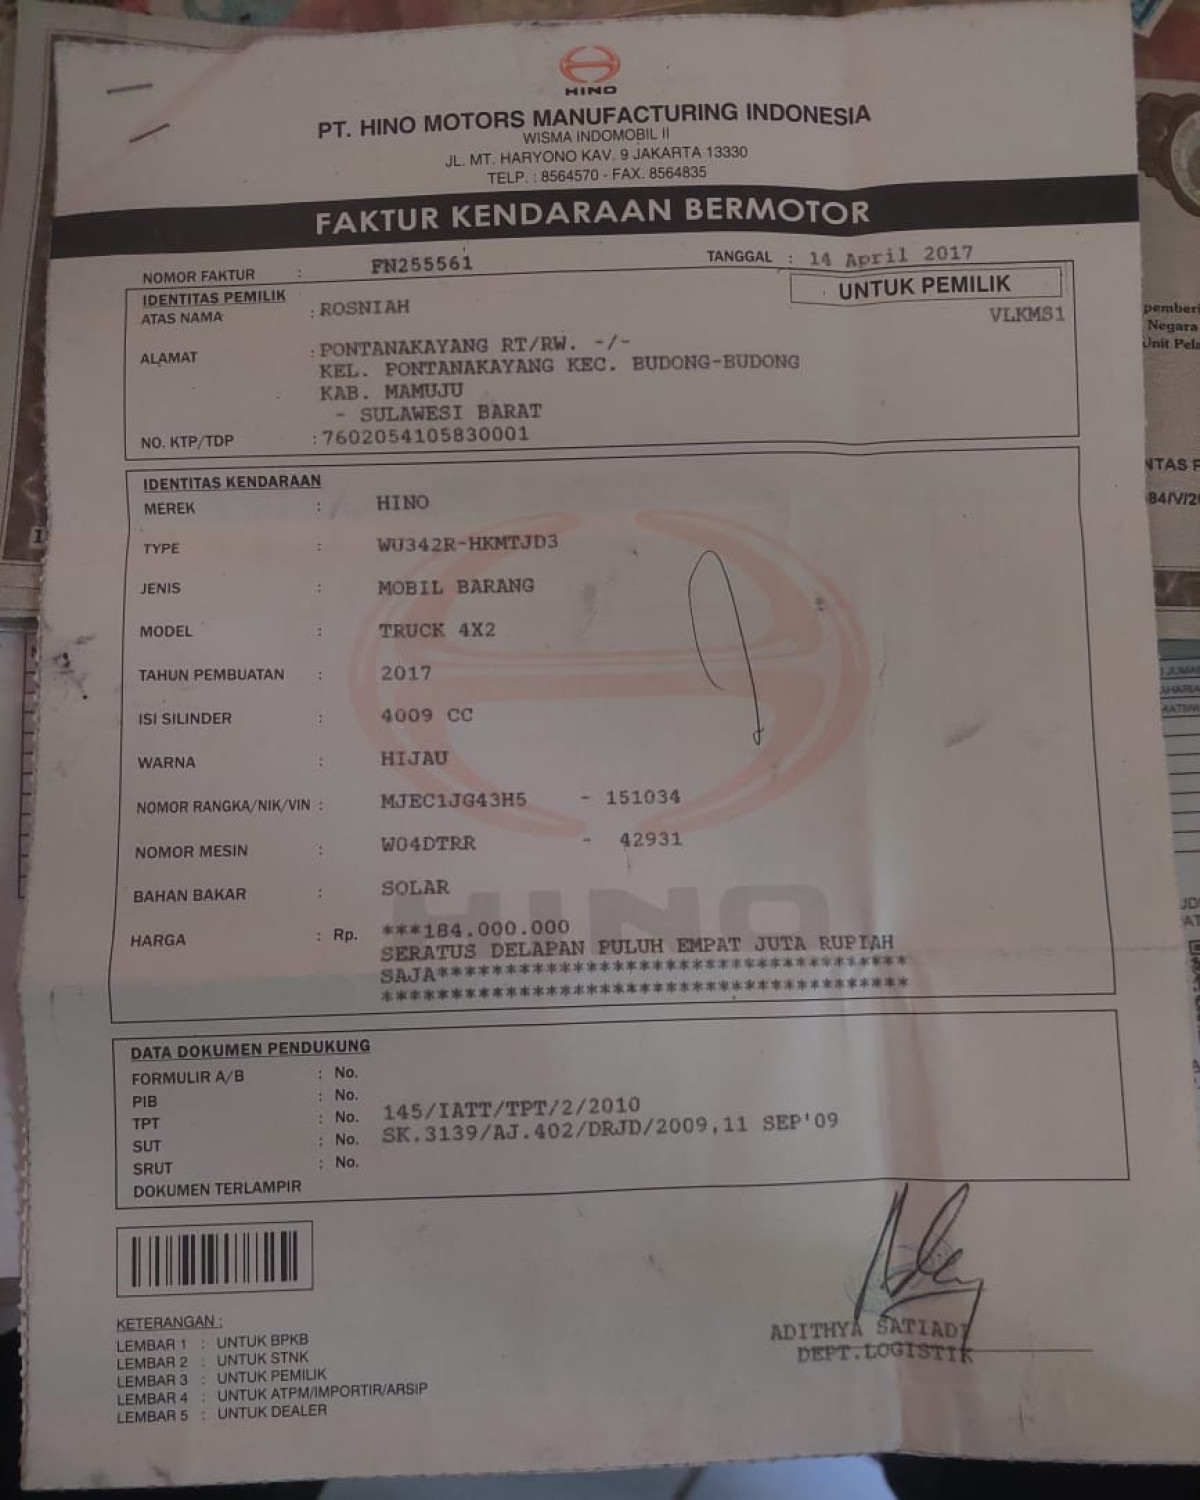 HINO
PT. HINO MOTORS MANUFACTURING INDONESIA
WISMA INDOMOBIL II
JL. MT. HARYONO KAV. 9 JAKARTA 13330
TELP. : 8564570 - FAX. 8564835
FAKTUR KENDARAAN BERMOTOR
NOMOR FAKTUR : FN255561 TANGGAL : 14 April 2017
IDENTITAS PEMILIK UNTUK PEMILIK
ATAS NAMA : ROSNIAH VLKMS1
ALAMAT : PONTANAKAYANG RT/RW. -/-
KEL. PONTANAKAYANG KEC. BUDONG-BUDONG
KAB. MAMUJU
- SULAWESI BARAT
NO. KTP/TDP : 7602054105830001
IDENTITAS KENDARAAN
MEREK : HINO
TYPE : WU342R-HKMTJD3
JENIS : MOBIL BARANG
MODEL : TRUCK 4X2
TAHUN PEMBUATAN : 2017
ISI SILINDER : 4009 CC
WARNA : HIJAU
NOMOR RANGKA/NIK/VIN : MJEC1JG43H5 - 151034
NOMOR MESIN : W04DTRR - 42931
BAHAN BAKAR : SOLAR
HARGA : Rp. ***184.000.000
SERATUS DELAPAN PULUH EMPAT JUTA RUPIAH
SAJA***********************************
***************************************
HINO
DATA DOKUMEN PENDUKUNG
FORMULIR A/B : No.
PIB : No.
TPT : No. 145/IATT/TPT/2/2010
SUT : No. SK.3139/AJ.402/DRJD/2009,11 SEP'09
SRUT : No.
DOKUMEN TERLAMPIR
KETERANGAN :
LEMBAR 1 : UNTUK BPKB
LEMBAR 2 : UNTUK STNK
LEMBAR 3 : UNTUK PEMILIK
LEMBAR 4 : UNTUK ATPM/IMPORTIR/ARSIP
LEMBAR 5 : UNTUK DEALER
ADITHYA SATIADI
DEPT.LOGISTIK
Negara